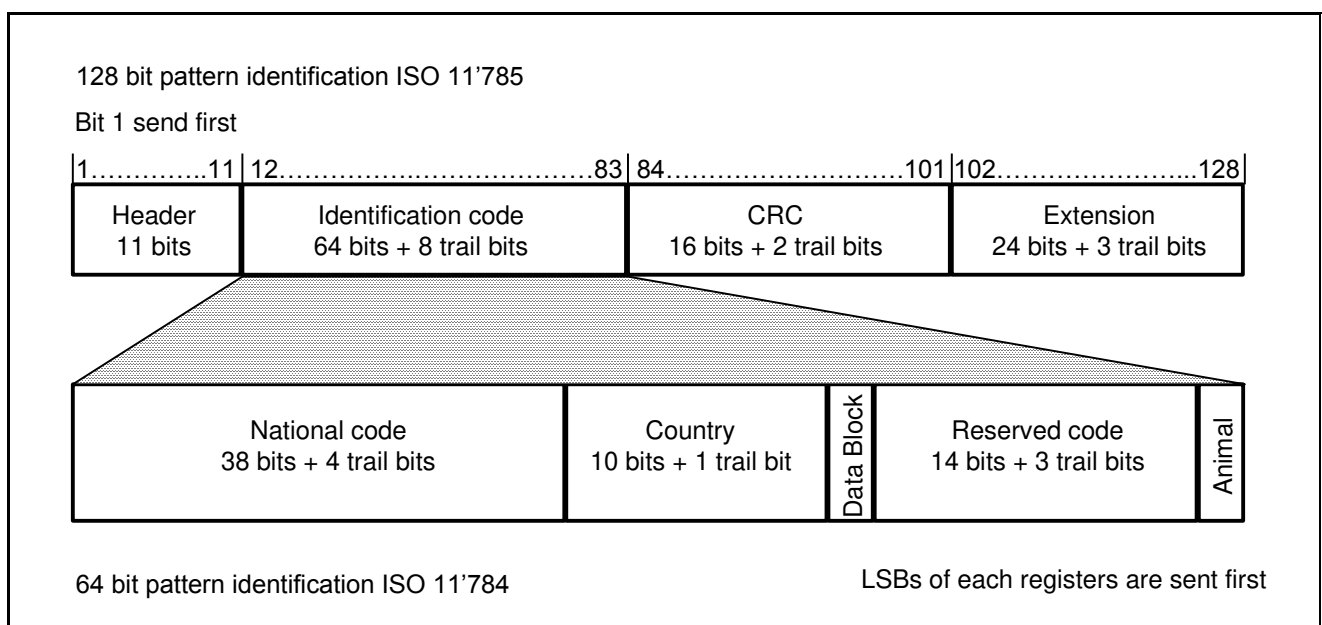 128 bit pattern identification ISO 11'785
Bit 1 send first
1…………..11 12……………..…………………83 84………………………101 102…………………...128
Header
11 bits
Identification code
64 bits + 8 trail bits
CRC
16 bits + 2 trail bits
Extension
24 bits + 3 trail bits
National code
38 bits + 4 trail bits
Country
10 bits + 1 trail bit
Data Block
Reserved code
14 bits + 3 trail bits
Animal
64 bit pattern identification ISO 11'784
LSBs of each registers are sent first